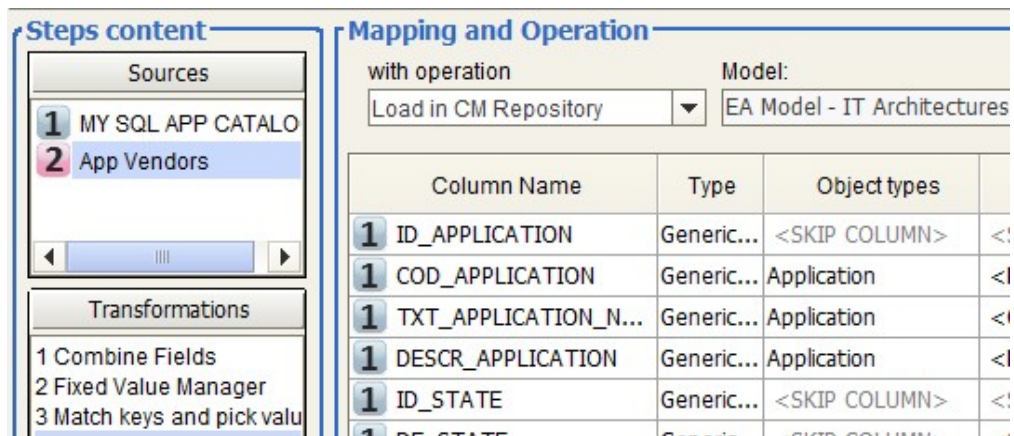 Steps content
Sources
1 MY SQL APP CATALO
2 App Vendors
Transformations
1 Combine Fields
2 Fixed Value Manager
3 Match keys and pick valu
Mapping and Operation
with operation Model:
Load in CM Repository EA Model - IT Architectures
Column Name Type Object types
1 ID_APPLICATION Generic... <SKIP COLUMN>
1 COD_APPLICATION Generic... Application
1 TXT_APPLICATION_N... Generic... Application
1 DESCR_APPLICATION Generic... Application
1 ID_STATE Generic... <SKIP COLUMN>